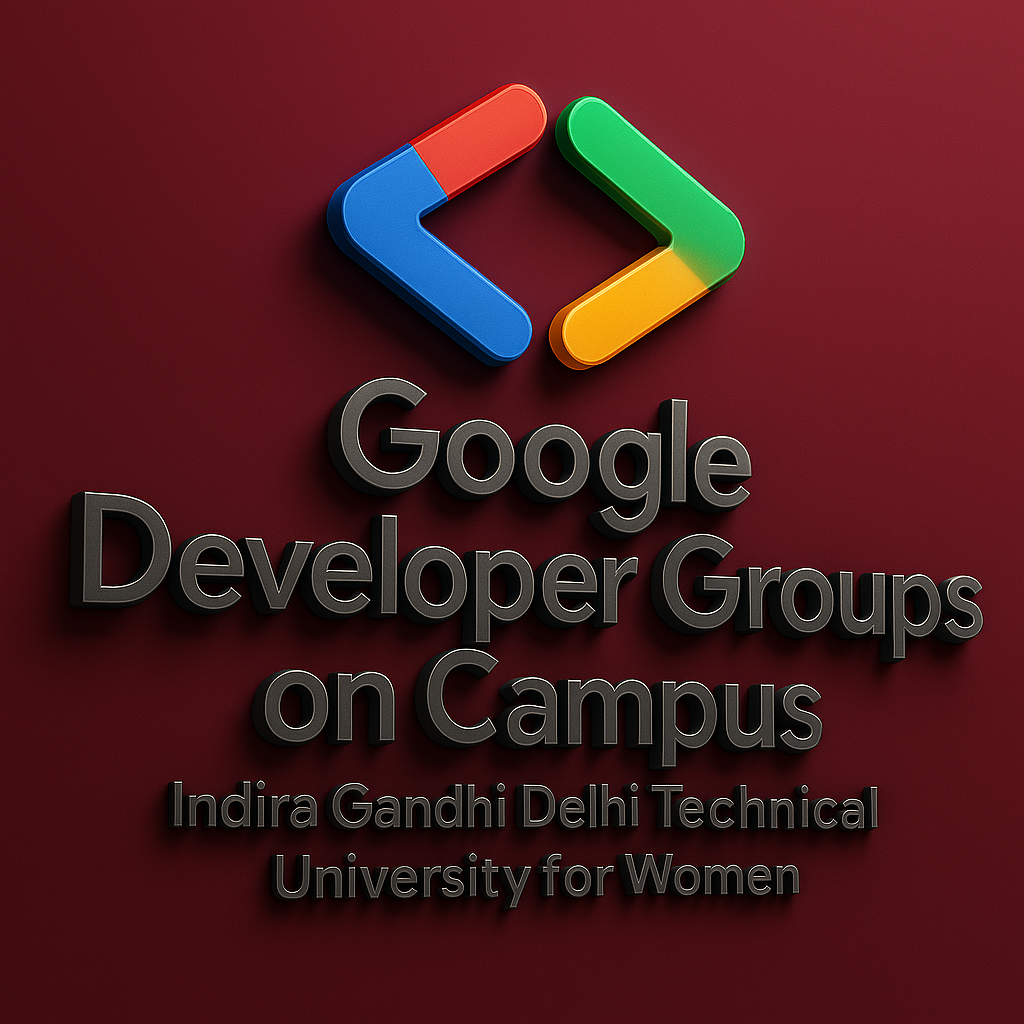 Google
Developer Groups
on Campus
Indira Gandhi Delhi Technical
University for Women